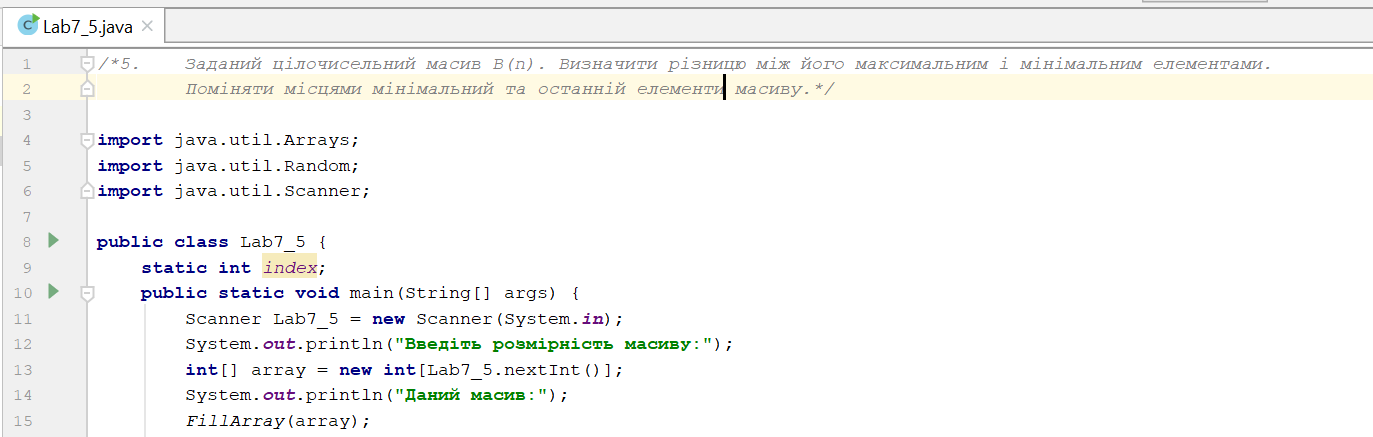 Lab7_5.java
1 /*5. Заданий цілочисельний масив B(n). Визначити різницю між його максимальним і мінімальним елементами.
2 Поміняти місцями мінімальний та останній елементи масиву.*/
3
4 import java.util.Arrays;
5 import java.util.Random;
6 import java.util.Scanner;
7
8 public class Lab7_5 {
9 static int index;
10 public static void main(String[] args) {
11 Scanner Lab7_5 = new Scanner(System.in);
12 System.out.println("Введіть розмірність масиву:");
13 int[] array = new int[Lab7_5.nextInt()];
14 System.out.println("Даний масив:");
15 FillArray(array);